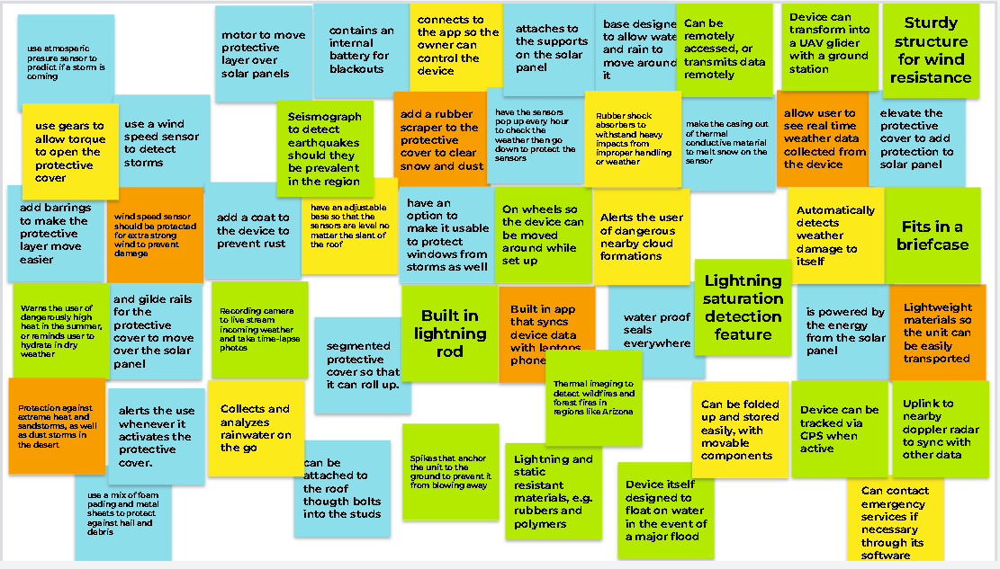 use atmosperic
presure sensor to
predict if a storm is
coming
motor to move
protective
layer over
solar panels
contains an
internal
battery for
blackouts
connects to
the app so the
owner can
control the
device
attaches to
the supports
on the solar
panel
base designe
to allow wate
and rain to
move around
it
Can be
remotely
accessed, or
transmits data
remotely
Device can
transform into
a UAV glider
with a ground
station
Sturdy
structure
for wind
resistance
use gears to
allow torque
to open the
protective
cover
use a wind
speed sensor
to detect
storms
Seismograph
to detect
earthquakes
should they
be prevalent
in the region
add a rubber
scraper to the
protective
cover to clear
snow and dust
have the sensors
pop up every hour
to check the
weather then go
down to protect the
sensors
Rubber shock
absorbers to
withstand heavy
impacts from
improper handling
or weather
make the casing out
of thermal
conductive material
to melt snow on the
sensor
allow user to
see real time
weather data
collected from
the device
elevate the
protective
cover to add
protection to
solar panel
add barrings
to make the
protective
layer move
easier
wind speed sensor
should be protected
for extra strong
wind to prevent
damage
add a coat to
the device to
prevent rust
have an adjustable
base so that the
sensors are level no
matter the slant of
the roof
have an
option to
make it usable
to protect
windows from
storms as well
On wheels so
the device can
be moved
around while
set up
Alerts the user
of dangerous
nearby cloud
formations
Automatically
detects
weather
damage to
itself
Fits in a
briefcase
Warns the user of
dangerously high
heat in the summer,
or reminds user to
hydrate in dry
weather
and gilde rails
for the
protective
cover to move
over the solar
panel
Recording camera
to live stream
incoming weather
and take time-lapse
photos
segmented
protective
cover so that
it can roll up.
Built in
lightning
rod
Built in app
that syncs
device data
with laptops
phone
water proof
seals
everywhere
Lightning
saturation
detection
feature
is powered by
the energy
from the solar
panel
Lightweight
materials so
the unit can
be easily
transported
Protection against
extreme heat and
sandstorms, as well
as dust storms in
the desert
alerts the use
whenever it
activates the
protective
cover.
Collects and
analyzes
rainwater on
the go
Thermal imaging to
detect wildfires and
forest fires in
regions like Arizona
Can be folded
up and stored
easily, with
movable
components
Device can be
tracked via
GPS when
active
Uplink to
nearby
doppler radar
to sync with
other data
use a mix of foam
pading and metal
sheets to protect
against hail and
debris
can be
attached to
the roof
thougth bolts
into the studs
Spikes that anchor
the unit to the
ground to prevent it
from blowing away
Lightning and
static
resistant
materials, e.g.
rubbers and
polymers
Device itself
designed to
float on water
in the event of
a major flood
Can contact
emergency
services if
necessary
through its
software